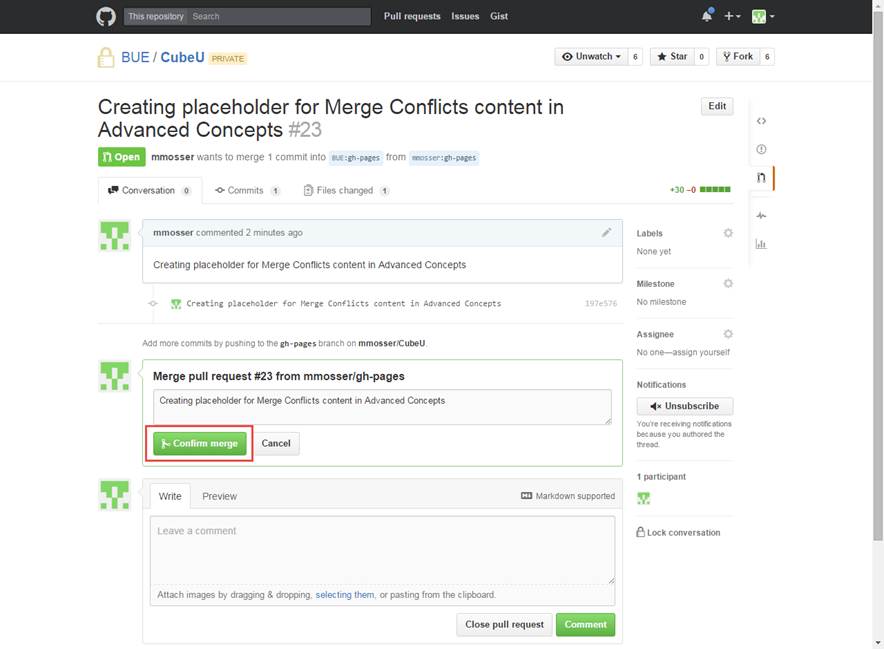 This repository Search Pull requests Issues Gist
BUE / CubeU PRIVATE
Unwatch 6 Star 0 Fork 6
Creating placeholder for Merge Conflicts content in
Advanced Concepts #23
Edit
Open mmosser wants to merge 1 commit into BUE:gh-pages from mmosser:gh-pages
Conversation 0 Commits 1 Files changed 1 +30 −0
mmosser commented 2 minutes ago
Creating placeholder for Merge Conflicts content in Advanced Concepts
Creating placeholder for Merge Conflicts content in Advanced Concepts 197e576
Add more commits by pushing to the gh-pages branch on mmosser/CubeU.
Merge pull request #23 from mmosser/gh-pages
Creating placeholder for Merge Conflicts content in Advanced Concepts
Confirm merge Cancel
Write Preview Markdown supported
Leave a comment
Attach images by dragging & dropping, selecting them, or pasting from the clipboard.
Close pull request Comment
Labels
None yet
Milestone
No milestone
Assignee
No one—assign yourself
Notifications
Unsubscribe
You're receiving notifications
because you authored the
thread.
1 participant
Lock conversation